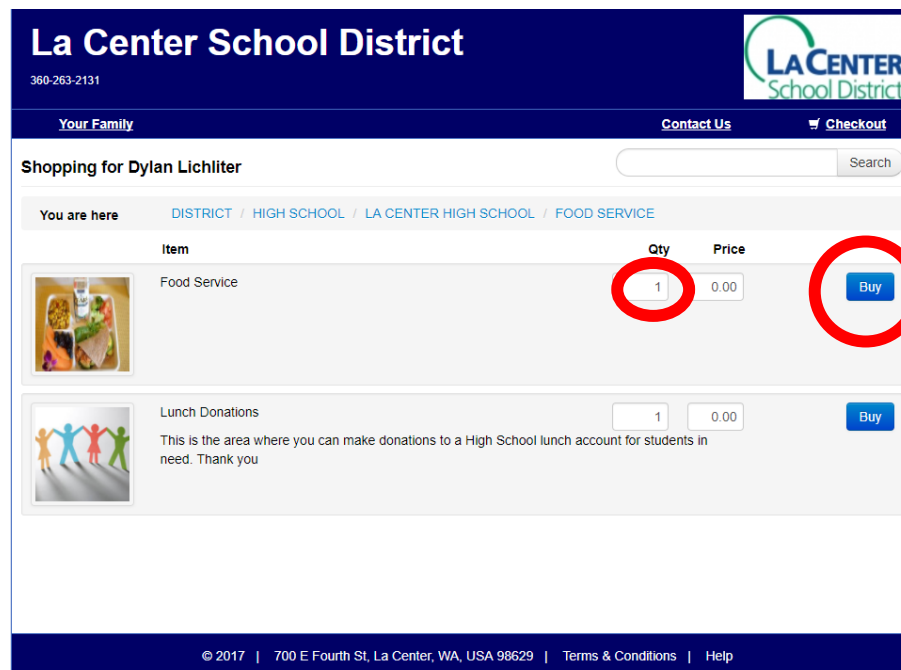 La Center School District
360-263-2131
LA CENTER
School District
Your Family
Contact Us
Checkout
Shopping for Dylan Lichliter
Search
You are here
DISTRICT / HIGH SCHOOL / LA CENTER HIGH SCHOOL / FOOD SERVICE
Item Qty Price
Food Service 1 0.00 Buy
Lunch Donations 1 0.00 Buy
This is the area where you can make donations to a High School lunch account for students in
need. Thank you
© 2017 | 700 E Fourth St, La Center, WA, USA 98629 | Terms & Conditions | Help